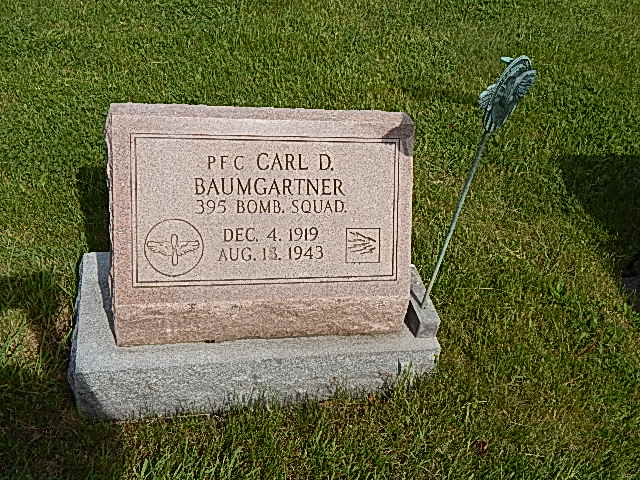 PFC CARL D.
BAUMGARTNER
395 BOMB. SQUAD.
DEC. 4. 1919
AUG. 13. 1943